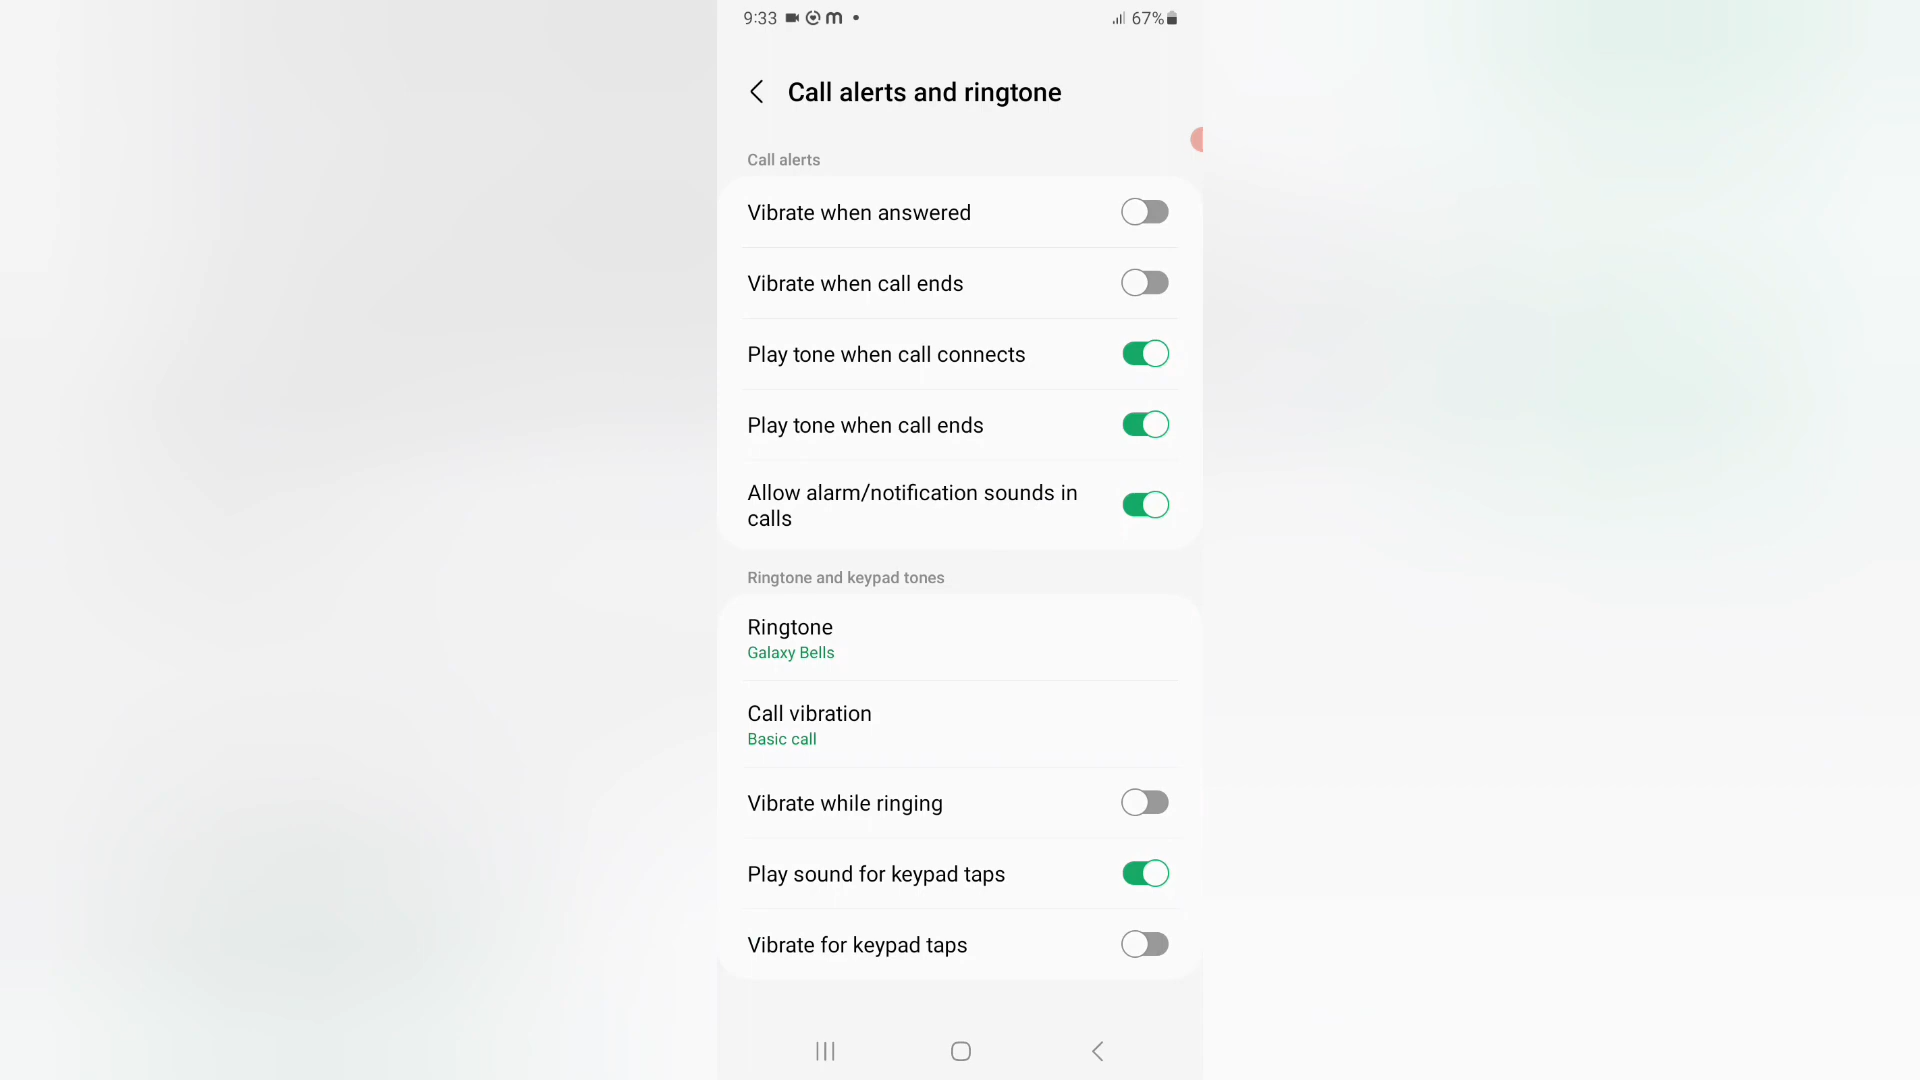 9:33
67%
Call alerts and ringtone
Call alerts
Vibrate when answered
Vibrate when call ends
Play tone when call connects
Play tone when call ends
Allow alarm/notification sounds in
calls
Ringtone and keypad tones
Ringtone
Galaxy Bells
Call vibration
Basic call
Vibrate while ringing
Play sound for keypad taps
Vibrate for keypad taps